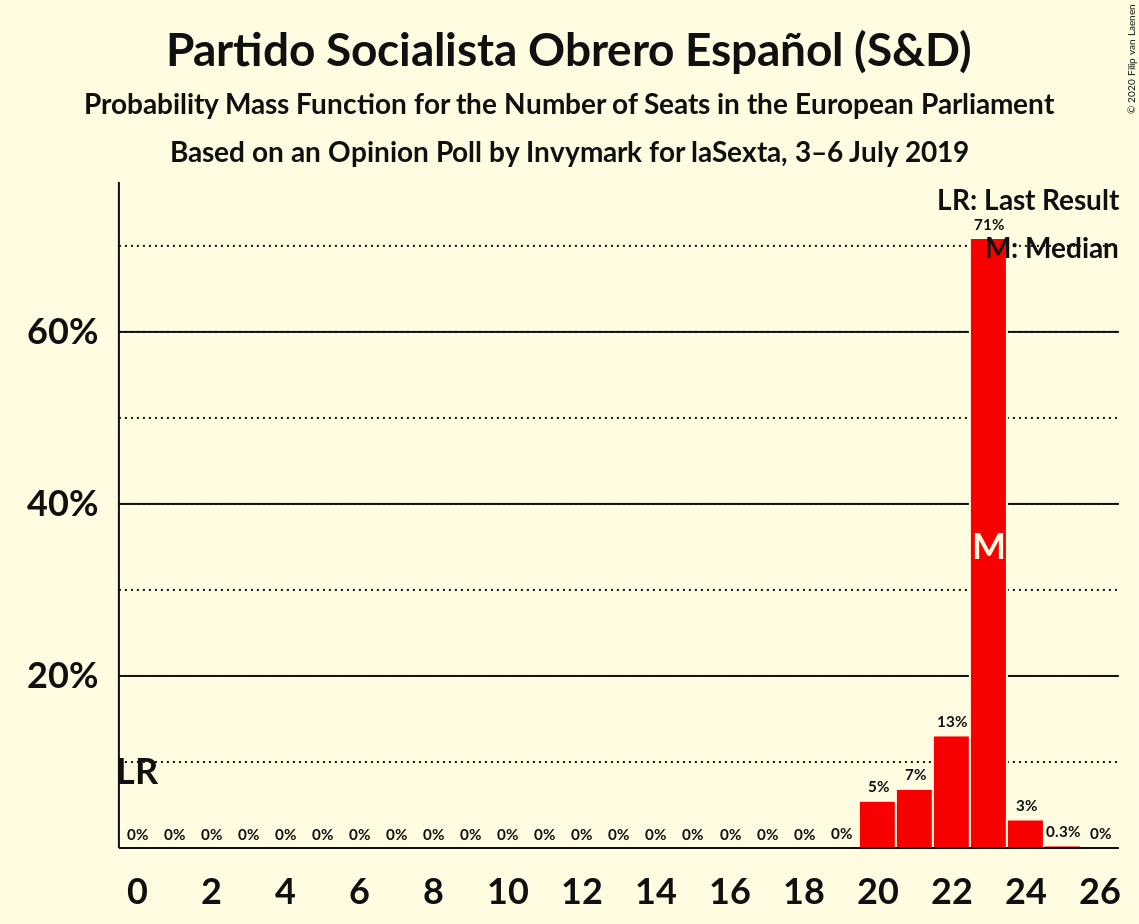 Partido Socialista Obrero Español (S&D)
Probability Mass Function for the Number of Seats in the European Parliament
Based on an Opinion Poll by Invymark for laSexta, 3–6 July 2019
© 2020 Filip van Laenen
LR: Last Result
71%
M: Median
60%
40%
M
20%
13%
LR
7%
5%
3%
0% 0% 0% 0% 0% 0% 0% 0% 0% 0% 0% 0% 0% 0% 0% 0% 0% 0% 0% 0% 0.3% 0%
0 2 4 6 8 10 12 14 16 18 20 22 24 26